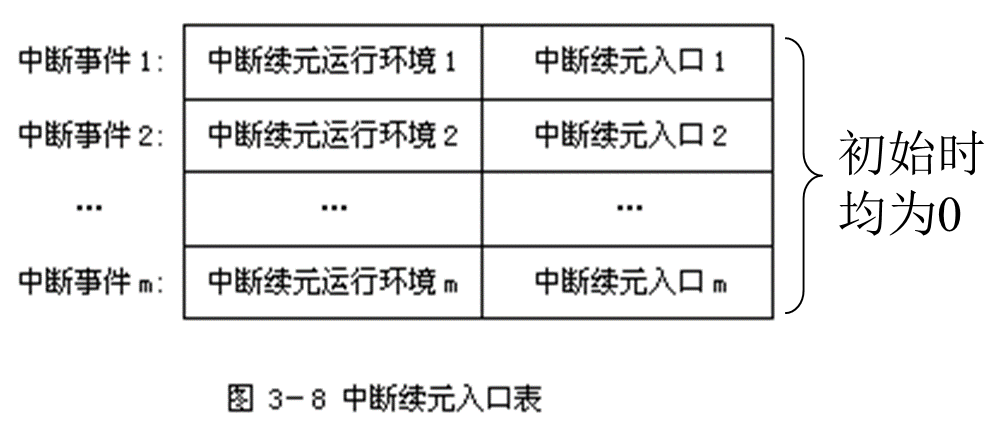 中断事件1: 中断续元运行环境1 中断续元入口1
中断事件2: 中断续元运行环境2 中断续元入口2
… … …
中断事件m: 中断续元运行环境m 中断续元入口m
初始时
均为0
图 3-8 中断续元入口表